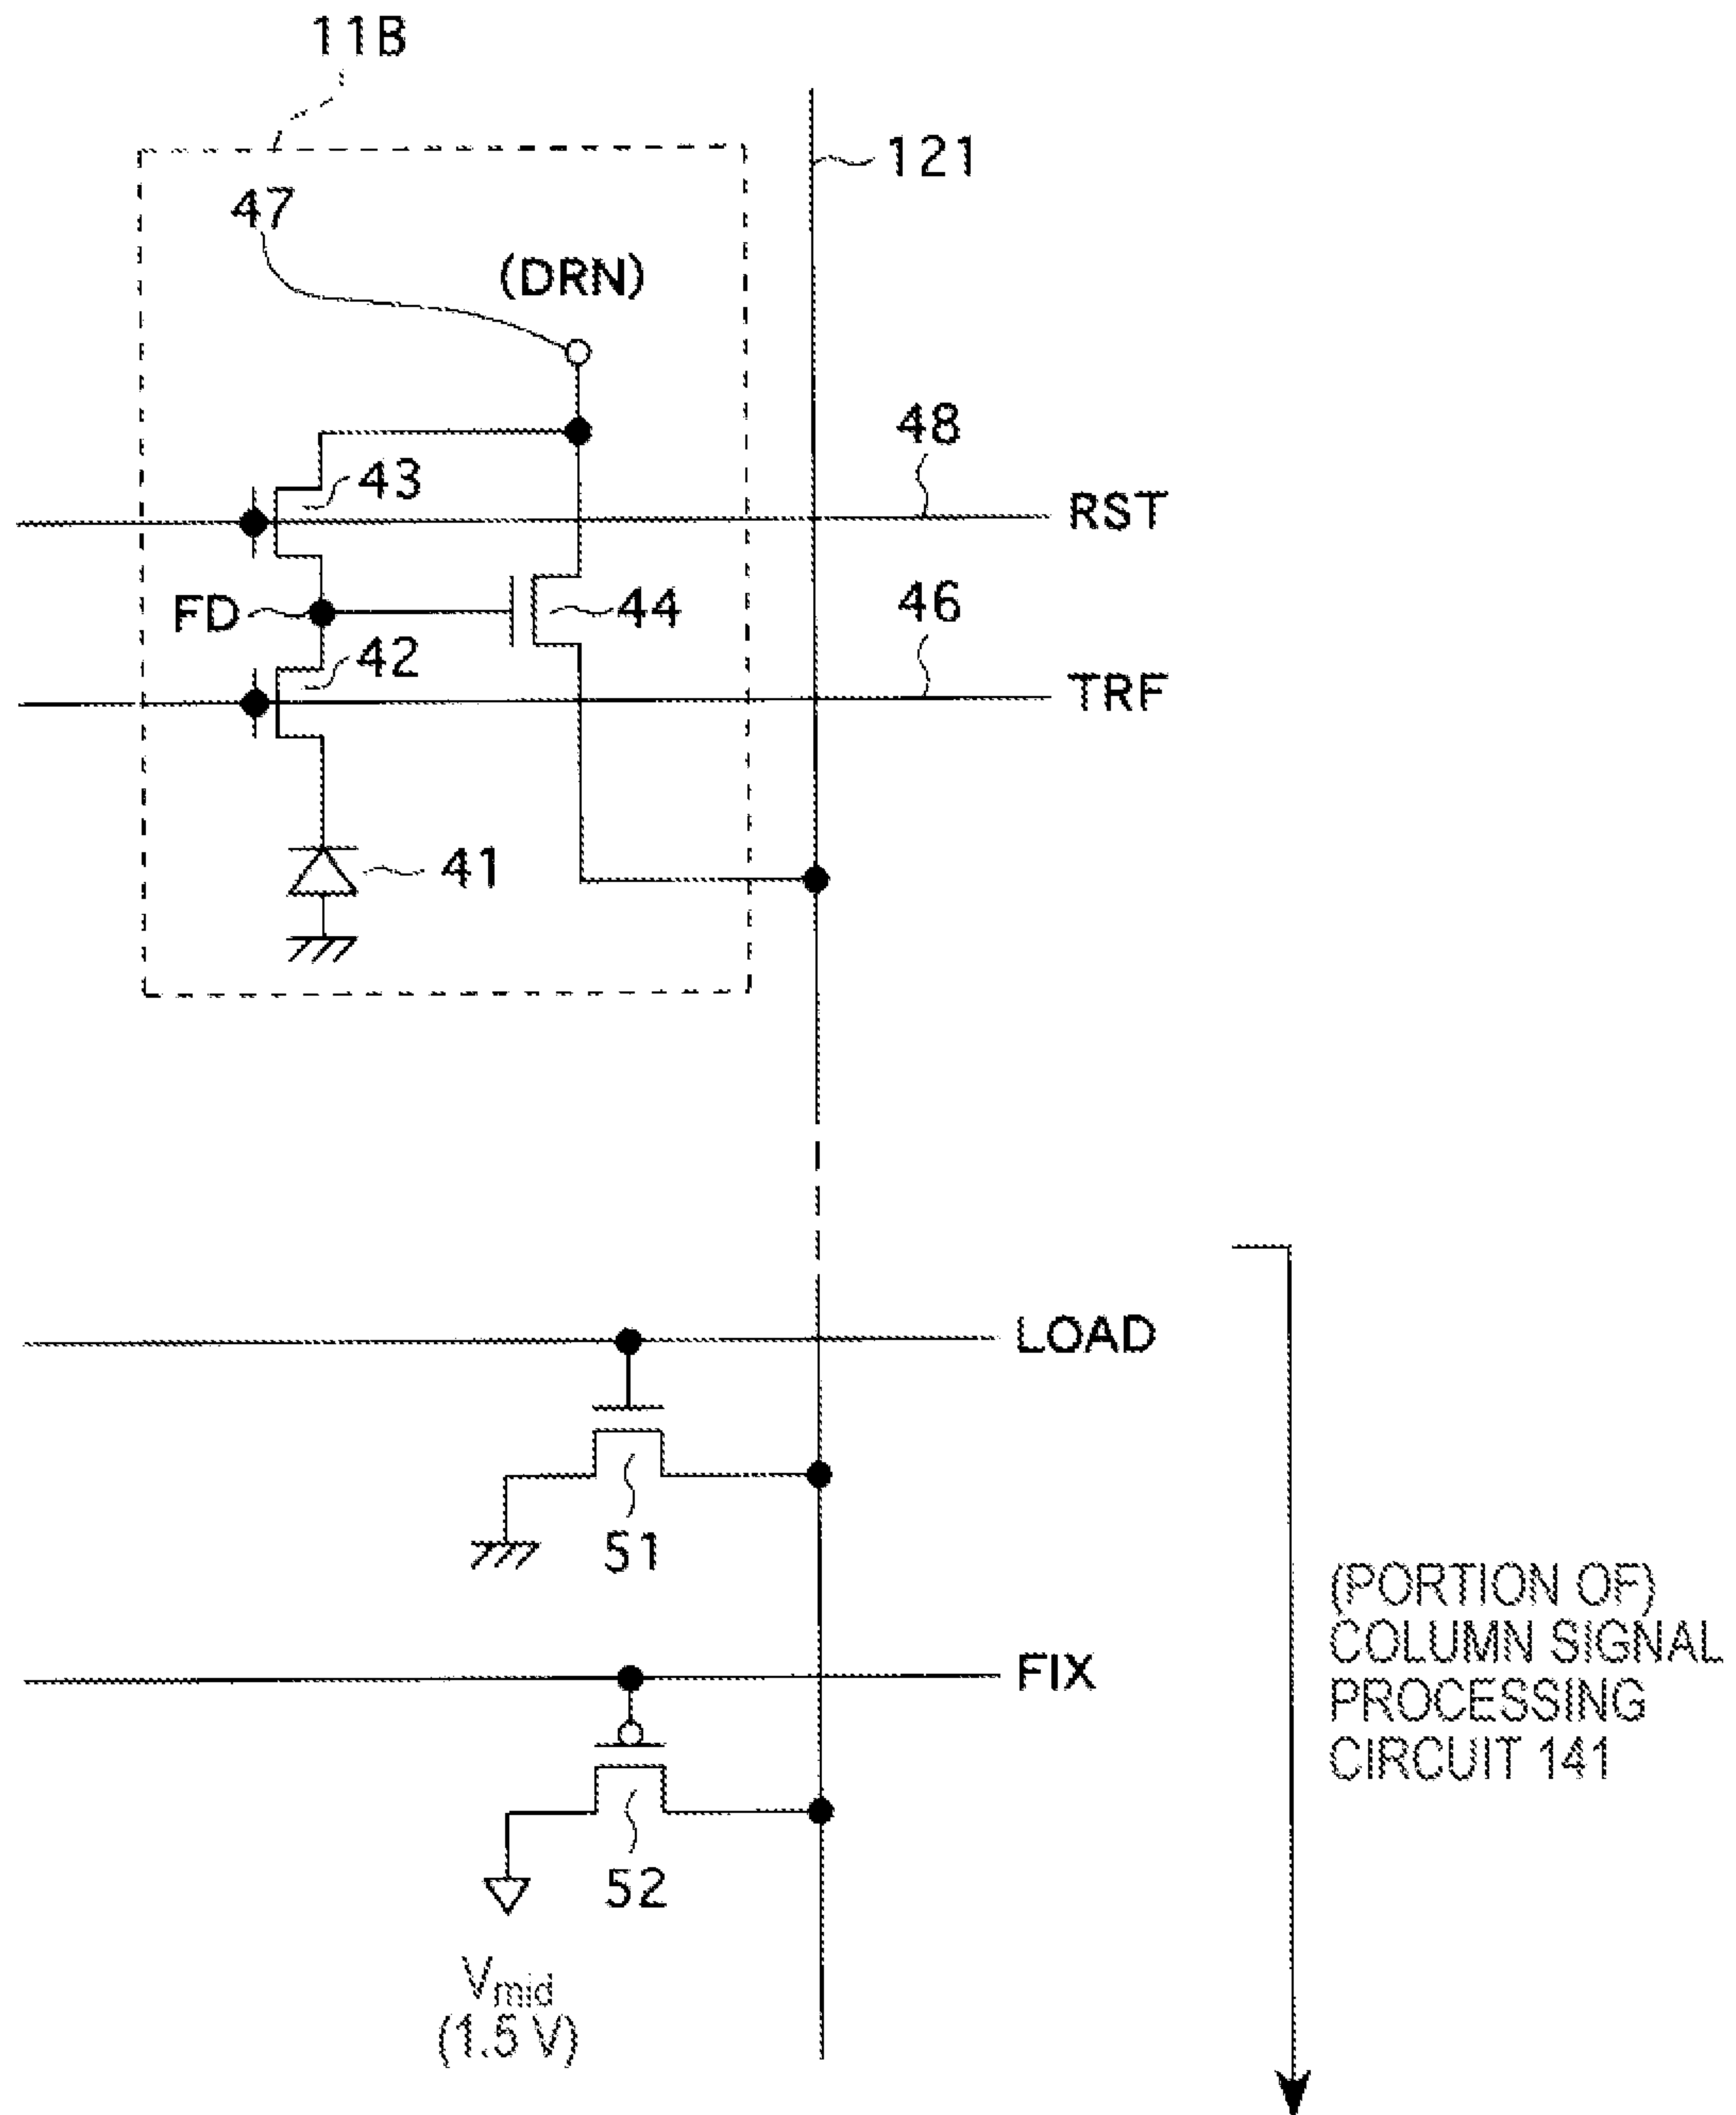 11B
121
47
(DRN)
48
43
RST
FD
44
46
42
TRF
41
LOAD
51
FIX
52
Vmid
(1.5 V)
(PORTION OF)
COLUMN SIGNAL
PROCESSING
CIRCUIT 141